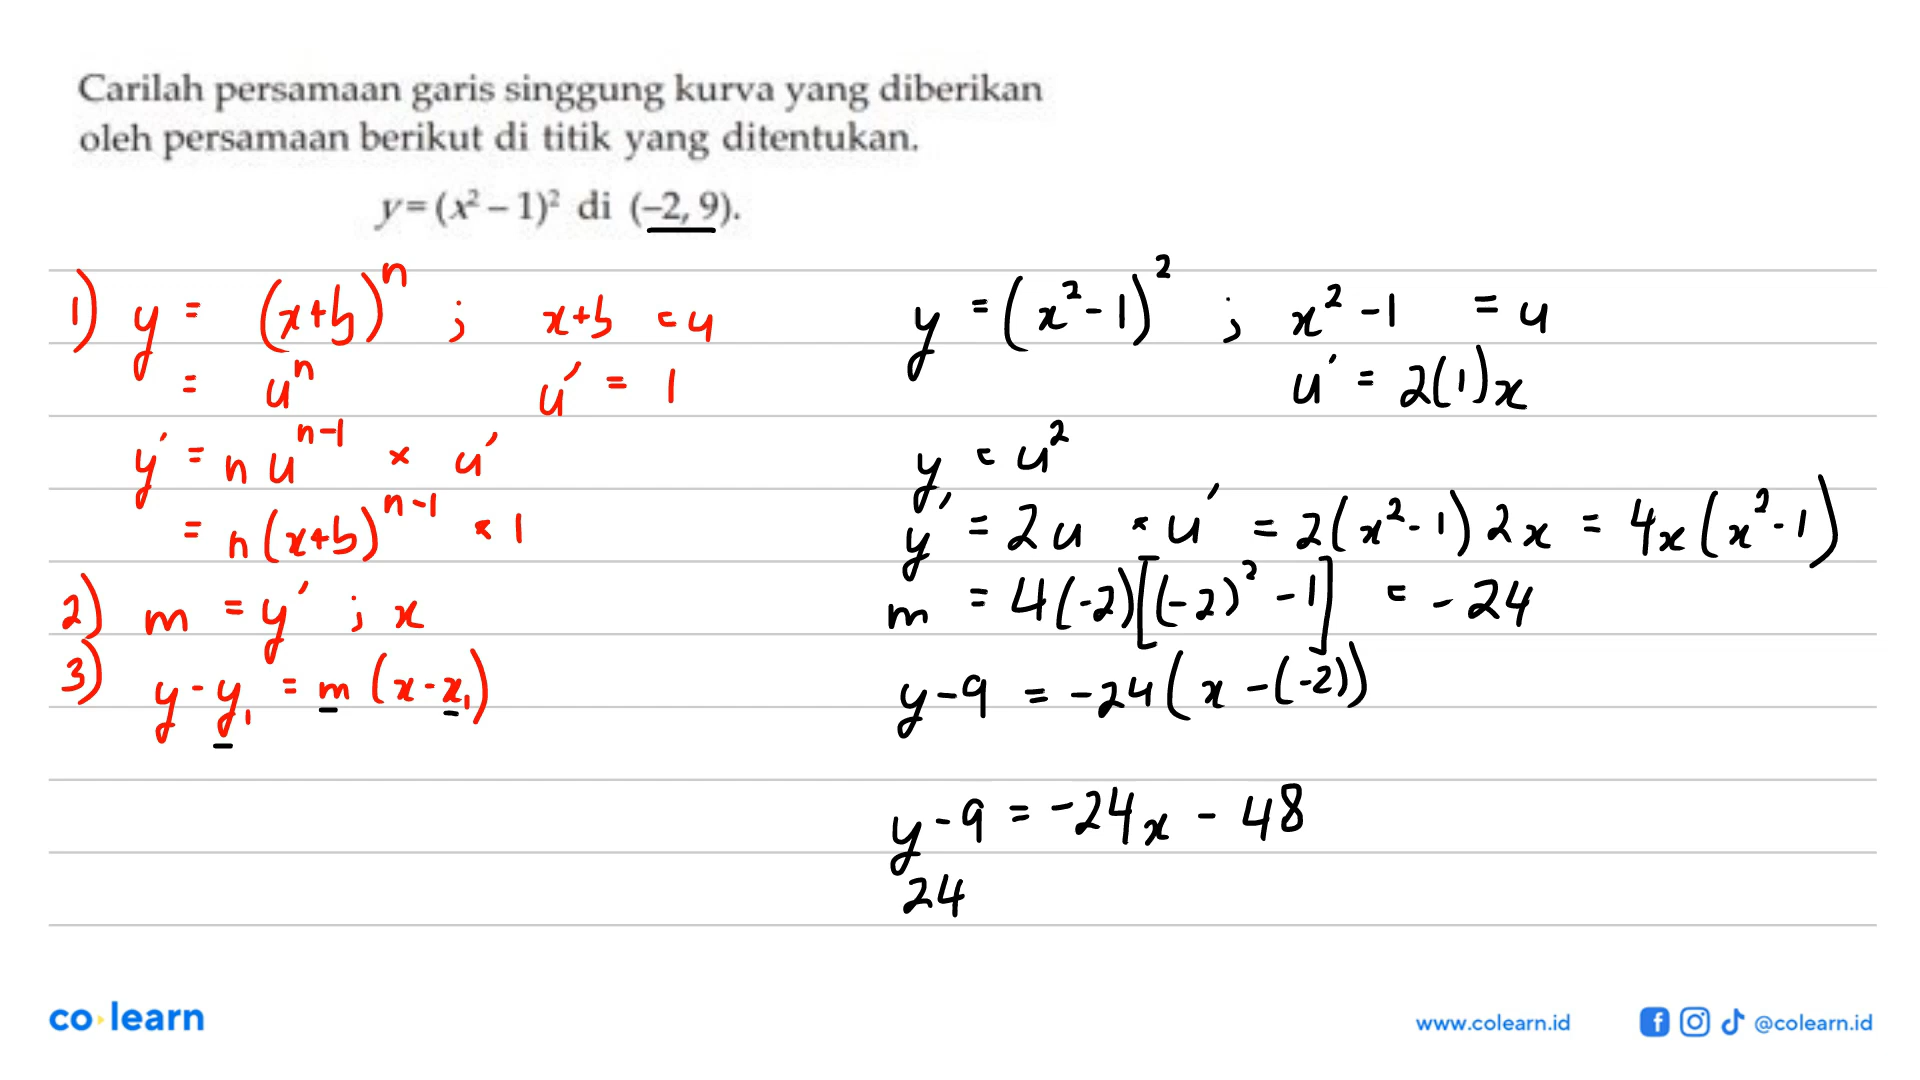 Carilah persamaan garis singgung kurva yang diberikan
oleh persamaan berikut di titik yang ditentukan.
y = (x² – 1)² di (–2, 9).
1) y = (x+b)ⁿ ; x+b = u
= uⁿ u' = 1
y' = n uⁿ⁻¹ × u'
= n(x+b)ⁿ⁻¹ × 1
2) m = y' ; x
3) y - y₁ = m (x - x₁)
y = (x² - 1)² ; x² - 1 = u
u' = 2(1)x
y = u²
y' = 2u × u' = 2(x² - 1) 2x = 4x(x² - 1)
m = 4(-2)[(-2)² - 1] = -24
y - 9 = -24(x - (-2))
y - 9 = -24x - 48
24
co learn
www.colearn.id
@colearn.id